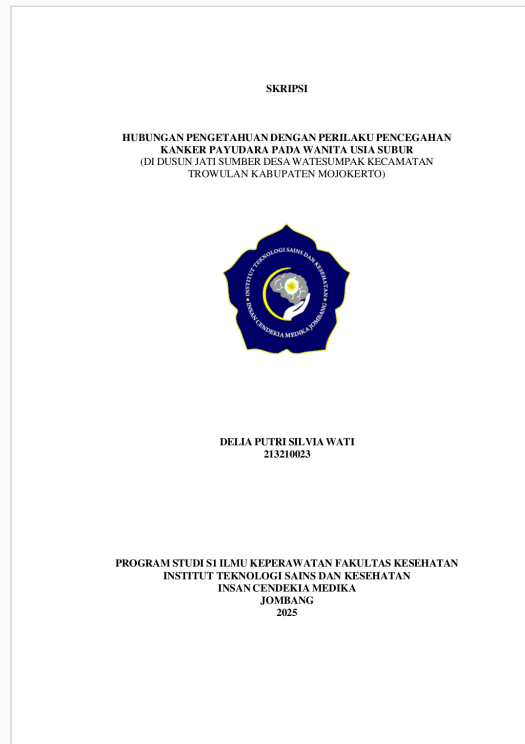 SKRIPSI
HUBUNGAN PENGETAHUAN DENGAN PERILAKU PENCEGAHAN
KANKER PAYUDARA PADA WANITA USIA SUBUR
(DI DUSUN JATI SUMBER DESA WATESUMPAK KECAMATAN
TROWULAN KABUPATEN MOJOKERTO)
INSTITUT TEKNOLOGI SAINS DAN KESEHATAN
INSAN CENDEKIA MEDIKA JOMBANG
DELIA PUTRI SILVIA WATI
213210023
PROGRAM STUDI S1 ILMU KEPERAWATAN FAKULTAS KESEHATAN
INSTITUT TEKNOLOGI SAINS DAN KESEHATAN
INSAN CENDEKIA MEDIKA
JOMBANG
2025